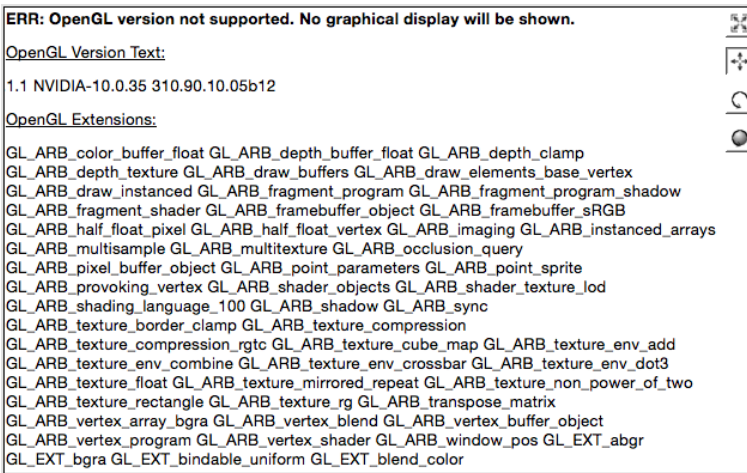 ERR: OpenGL version not supported. No graphical display will be shown.
OpenGL Version Text:
1.1 NVIDIA-10.0.35 310.90.10.05b12
OpenGL Extensions:
GL_ARB_color_buffer_float GL_ARB_depth_buffer_float GL_ARB_depth_clamp
GL_ARB_depth_texture GL_ARB_draw_buffers GL_ARB_draw_elements_base_vertex
GL_ARB_draw_instanced GL_ARB_fragment_program GL_ARB_fragment_program_shadow
GL_ARB_fragment_shader GL_ARB_framebuffer_object GL_ARB_framebuffer_sRGB
GL_ARB_half_float_pixel GL_ARB_half_float_vertex GL_ARB_imaging GL_ARB_instanced_arrays
GL_ARB_multisample GL_ARB_multitexture GL_ARB_occlusion_query
GL_ARB_pixel_buffer_object GL_ARB_point_parameters GL_ARB_point_sprite
GL_ARB_provoking_vertex GL_ARB_shader_objects GL_ARB_shader_texture_lod
GL_ARB_shading_language_100 GL_ARB_shadow GL_ARB_sync
GL_ARB_texture_border_clamp GL_ARB_texture_compression
GL_ARB_texture_compression_rgtc GL_ARB_texture_cube_map GL_ARB_texture_env_add
GL_ARB_texture_env_combine GL_ARB_texture_env_crossbar GL_ARB_texture_env_dot3
GL_ARB_texture_float GL_ARB_texture_mirrored_repeat GL_ARB_texture_non_power_of_two
GL_ARB_texture_rectangle GL_ARB_texture_rg GL_ARB_transpose_matrix
GL_ARB_vertex_array_bgra GL_ARB_vertex_blend GL_ARB_vertex_buffer_object
GL_ARB_vertex_program GL_ARB_vertex_shader GL_ARB_window_pos GL_EXT_abgr
GL_EXT_bgra GL_EXT_bindable_uniform GL_EXT_blend_color